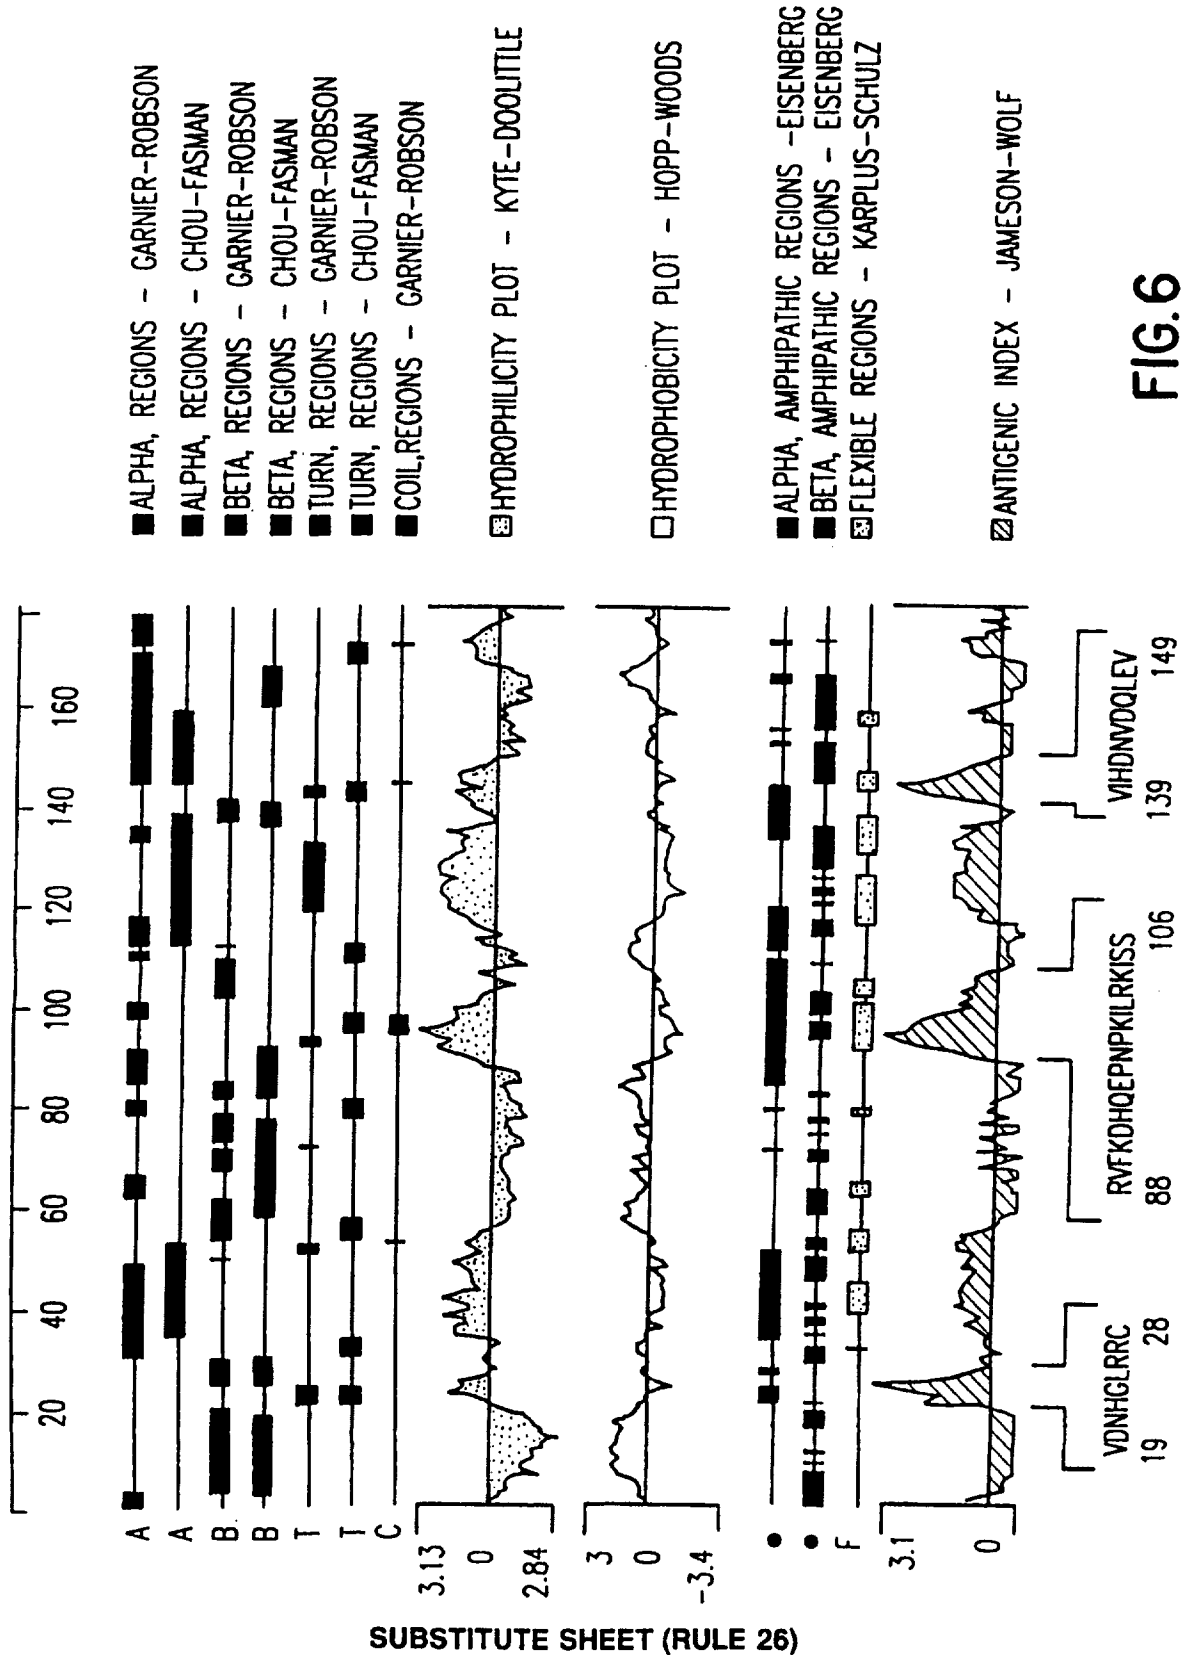 20 40 60 80 100 120 140 160
A ■ ALPHA, REGIONS - GARNIER-ROBSON
A ■ ALPHA, REGIONS - CHOU-FASMAN
B ■ BETA, REGIONS - GARNIER-ROBSON
B ■ BETA, REGIONS - CHOU-FASMAN
T ■ TURN, REGIONS - GARNIER-ROBSON
T ■ TURN, REGIONS - CHOU-FASMAN
C ■ COIL,REGIONS - GARNIER-ROBSON
3.13
0 HYDROPHILICITY PLOT - KYTE-DOOLITTLE
2.84
3
0 HYDROPHOBICITY PLOT - HOPP-WOODS
-3.4
● ■ ALPHA, AMPHIPATHIC REGIONS -EISENBERG
● ■ BETA, AMPHIPATHIC REGIONS - EISENBERG
F FLEXIBLE REGIONS - KARPLUS-SCHULZ
3.1
0 ANTIGENIC INDEX - JAMESON-WOLF
VDNHGLRRC RVFKDHQEPNPKILRKISS VIHDNVDQLEV
19 28 88 106 139 149
FIG.6
SUBSTITUTE SHEET (RULE 26)